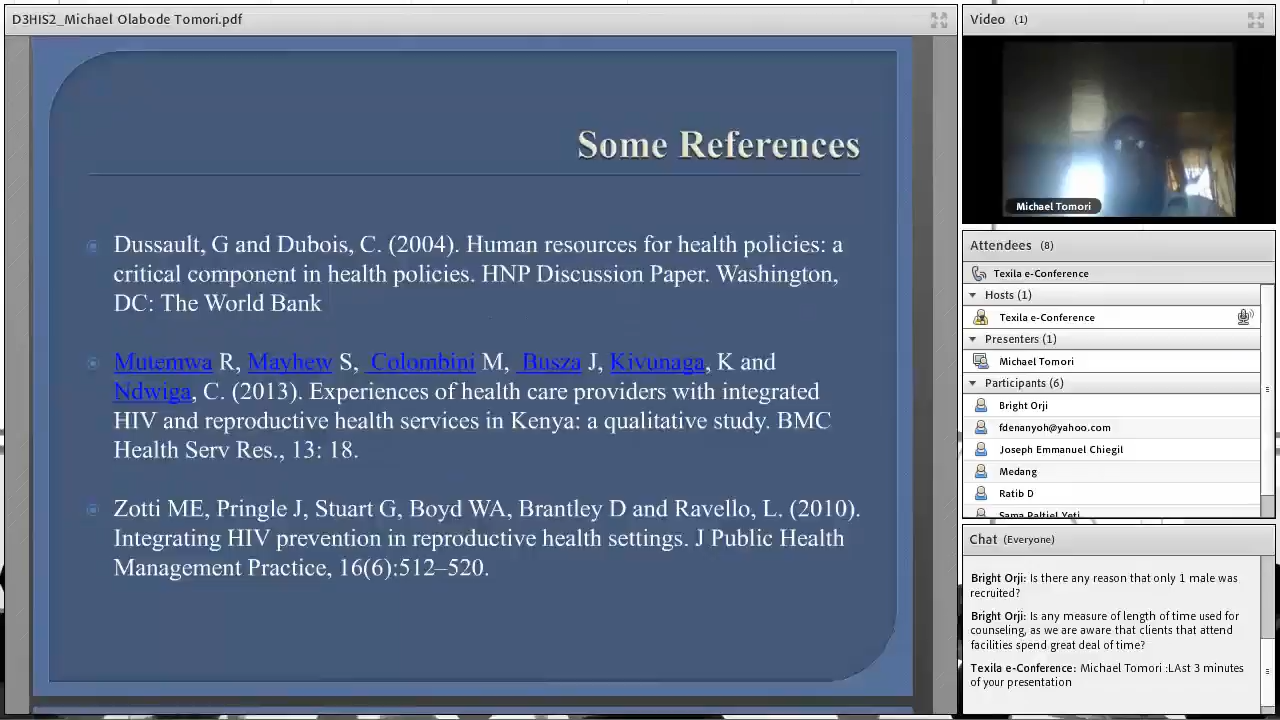 D3HIS2_Michael Olabode Tomori.pdf
Some References
Dussault, G and Dubois, C. (2004). Human resources for health policies: a
critical component in health policies. HNP Discussion Paper. Washington,
DC: The World Bank
Mutemwa R, Mayhew S, Colombini M, Busza J, Kivunaga, K and
Ndwiga, C. (2013). Experiences of health care providers with integrated
HIV and reproductive health services in Kenya: a qualitative study. BMC
Health Serv Res., 13: 18.
Zotti ME, Pringle J, Stuart G, Boyd WA, Brantley D and Ravello, L. (2010).
Integrating HIV prevention in reproductive health settings. J Public Health
Management Practice, 16(6):512–520.
Video (1)
Michael Tomori
Attendees (8)
Texila e-Conference
Hosts (1)
Texila e-Conference
Presenters (1)
Michael Tomori
Participants (6)
Bright Orji
fdenanyoh@yahoo.com
Joseph Emmanuel Chiegil
Medang
Ratib D
Sama Paltiel Yeti
Chat (Everyone)
Bright Orji: Is there any reason that only 1 male was
recruited?
Bright Orji: Is any measure of length of time used for
counseling, as we are aware that clients that attend
facilities spend great deal of time?
Texila e-Conference: Michael Tomori :LAst 3 minutes
of your presentation